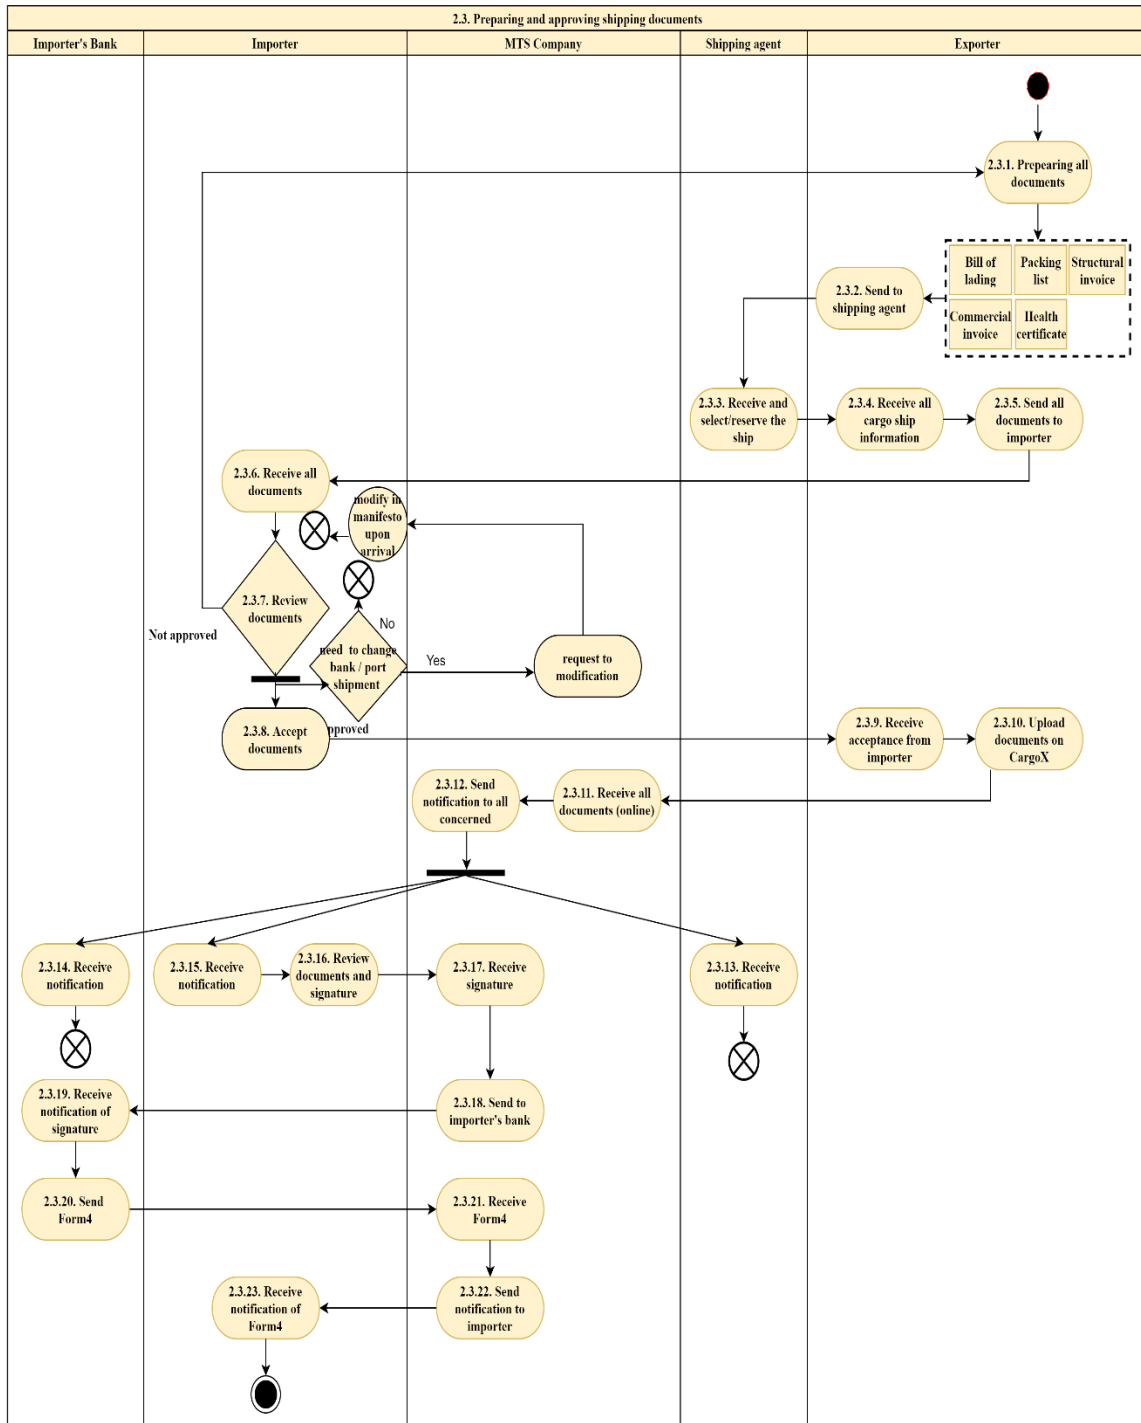 2.3. Preparing and approving shipping documents
Importer's Bank
Importer
MTS Company
Shipping agent
Exporter
2.3.1. Prepearing all
documents
Bill of
lading
Packing
list
Structural
invoice
Commercial
invoice
Health
certificate
2.3.2. Send to
shipping agent
2.3.3. Receive and
select/reserve the
ship
2.3.4. Receive all
cargo ship
information
2.3.5. Send all
documents to
importer
2.3.6. Receive all
documents
modify in
manifesto
upon
arrival
2.3.7. Review
documents
Not approved
No
need to change
bank / port
shipment
Yes
request to
modification
2.3.8. Accept
documents
pproved
2.3.9. Receive
acceptance from
importer
2.3.10. Upload
documents on
CargoX
2.3.12. Send
notification to all
concerned
2.3.11. Receive all
documents (online)
2.3.14. Receive
notification
2.3.15. Receive
notification
2.3.16. Review
documents and
signature
2.3.17. Receive
signature
2.3.13. Receive
notification
2.3.19. Receive
notification of
signature
2.3.18. Send to
importer's bank
2.3.20. Send
Form4
2.3.21. Receive
Form4
2.3.23. Receive
notification of
Form4
2.3.22. Send
notification to
importer